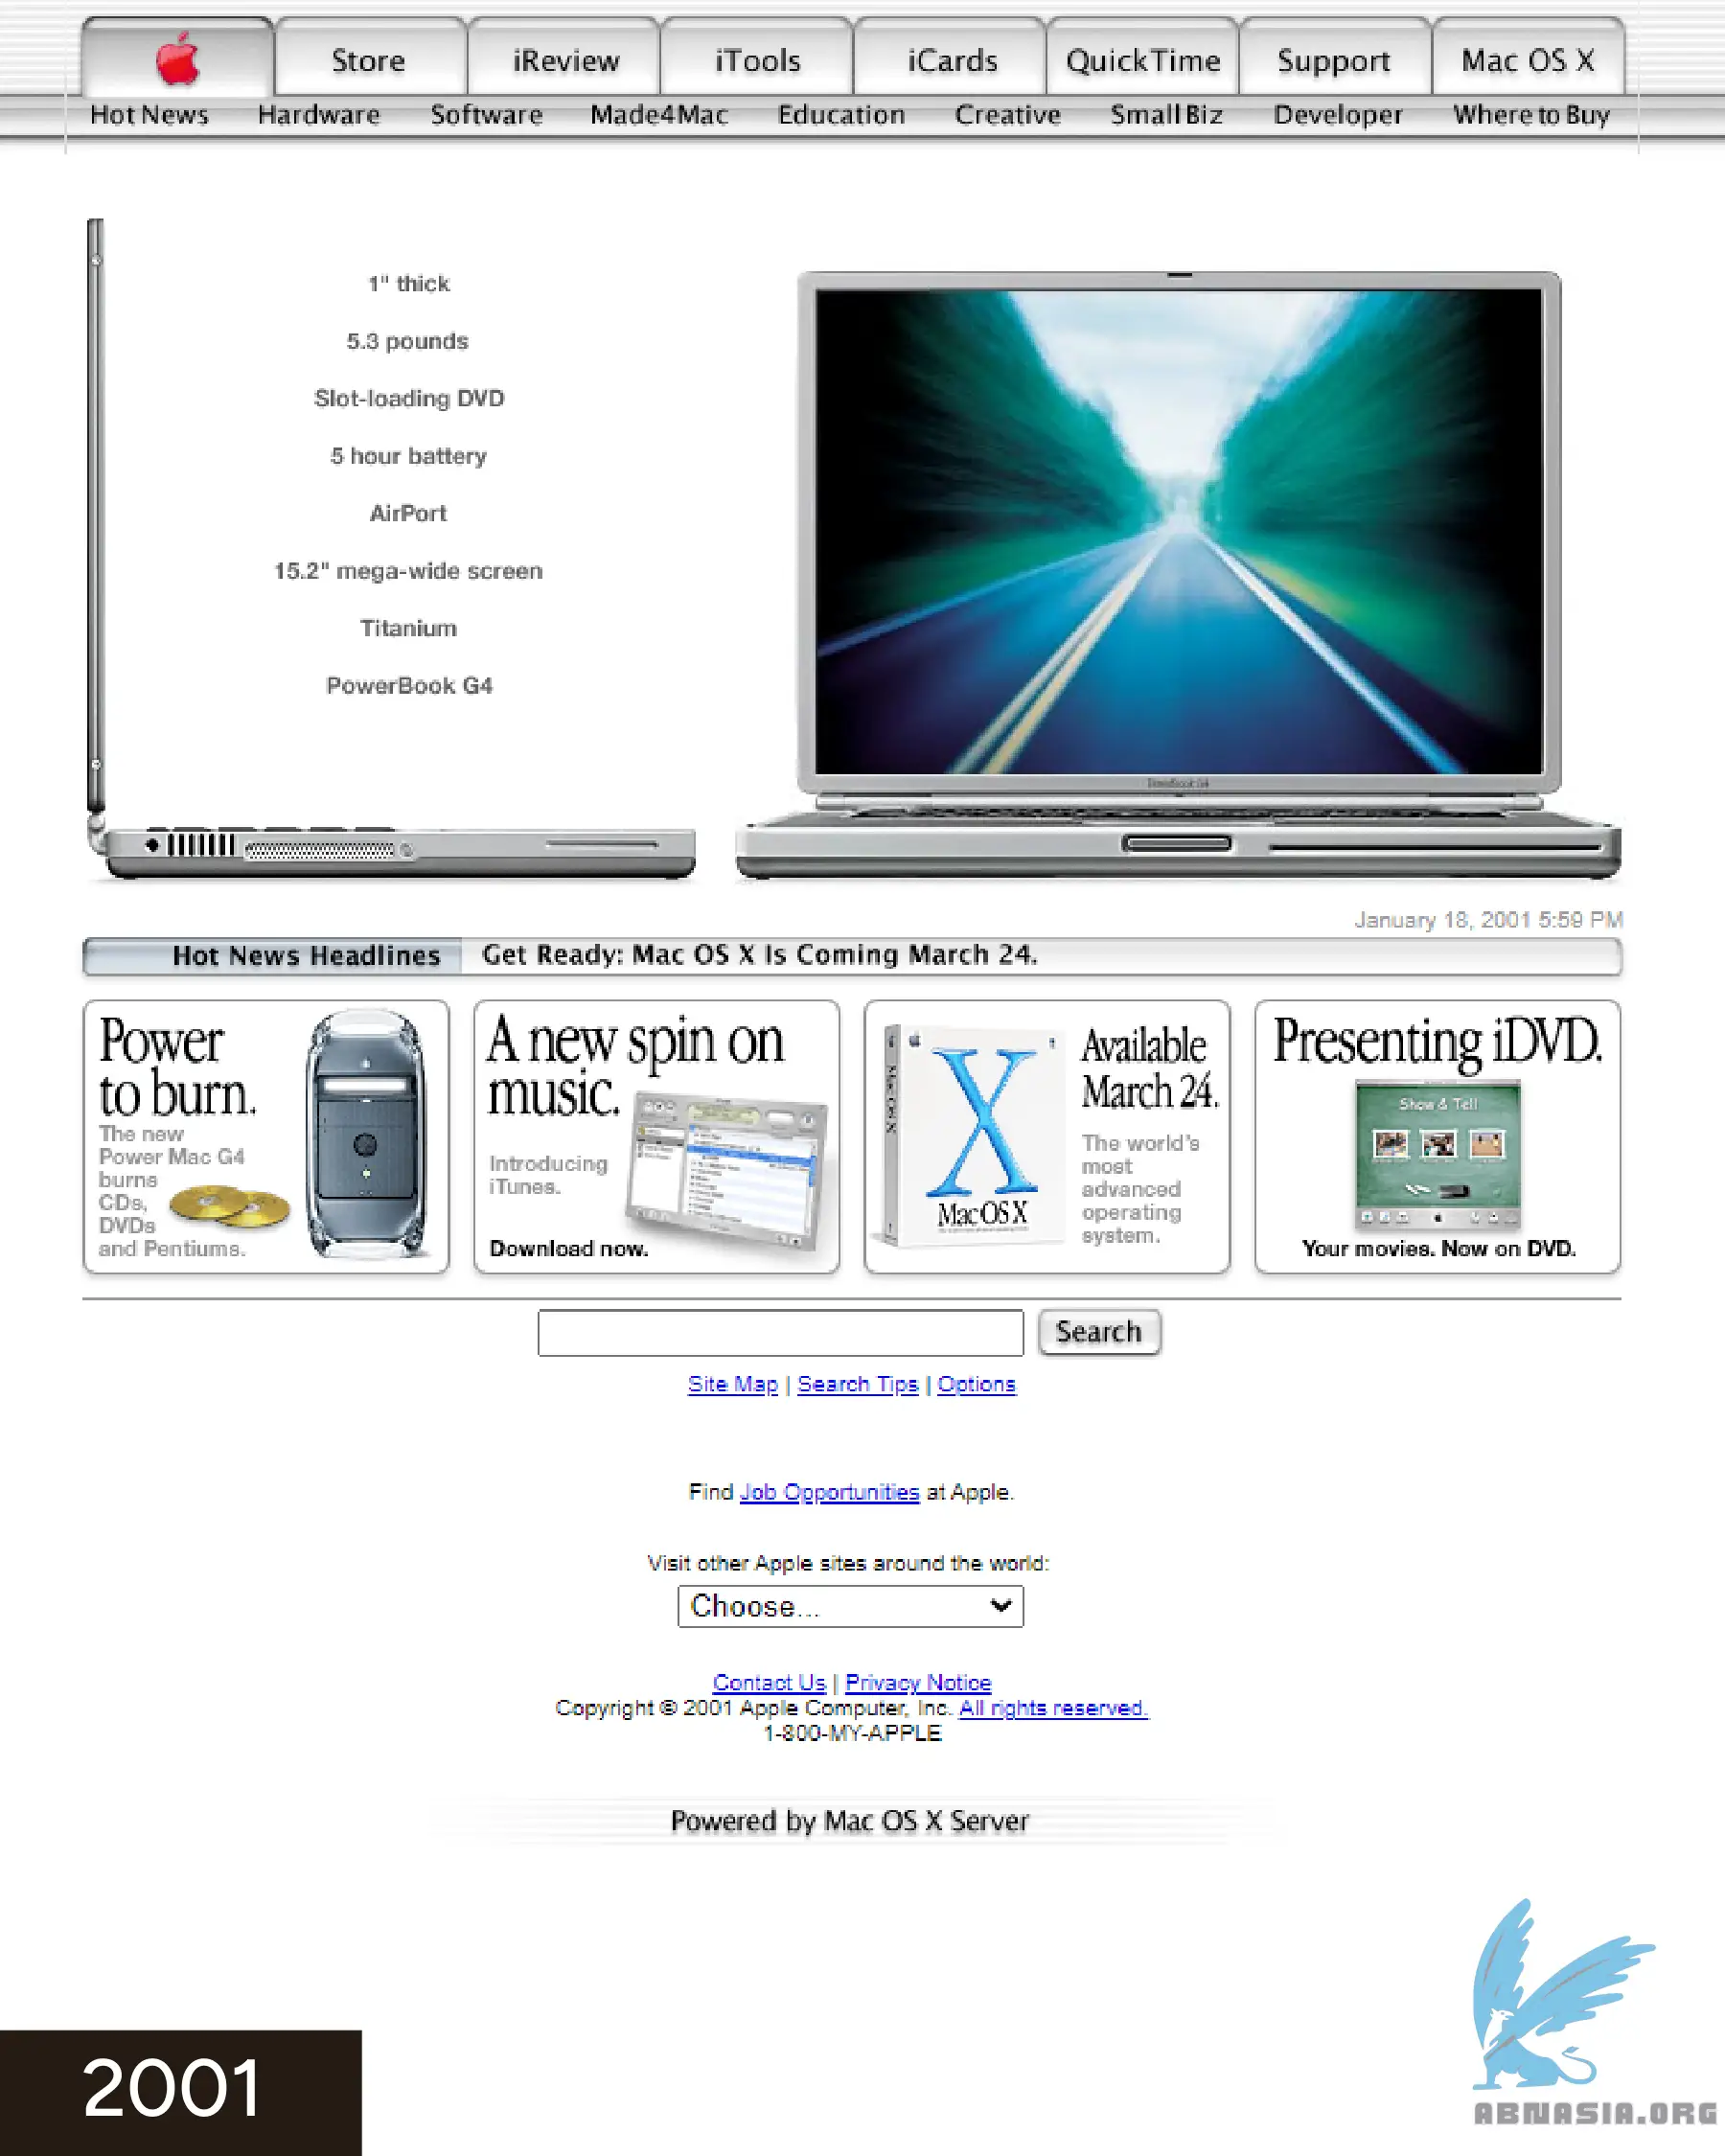 Store
iReview
iTools
iCards
QuickTime
Support
Mac OS X
Hot News
Hardware
Software
Made4Mac
Education
Creative
Small Biz
Developer
Where to Buy
1" thick
5.3 pounds
Slot-loading DVD
5 hour battery
AirPort
15.2" mega-wide screen
Titanium
PowerBook G4
PowerBook G4
January 18, 2001 5:59 PM
Hot News Headlines
Get Ready: Mac OS X Is Coming March 24.
Power
to burn.
The new
Power Mac G4
burns
CDs,
DVDs
and Pentiums.
A new spin on
music.
Introducing
iTunes.
Download now.
Mac OS X
X
Mac OS X
Available
March 24.
The world's
most
advanced
operating
system.
Presenting iDVD.
Show & Tell
Your movies. Now on DVD.
Search
Site Map | Search Tips | Options
Find Job Opportunities at Apple.
Visit other Apple sites around the world:
Choose...
Contact Us | Privacy Notice
Copyright © 2001 Apple Computer, Inc. All rights reserved.
1-800-MY-APPLE
Powered by Mac OS X Server
2001
ABNASIA.ORG